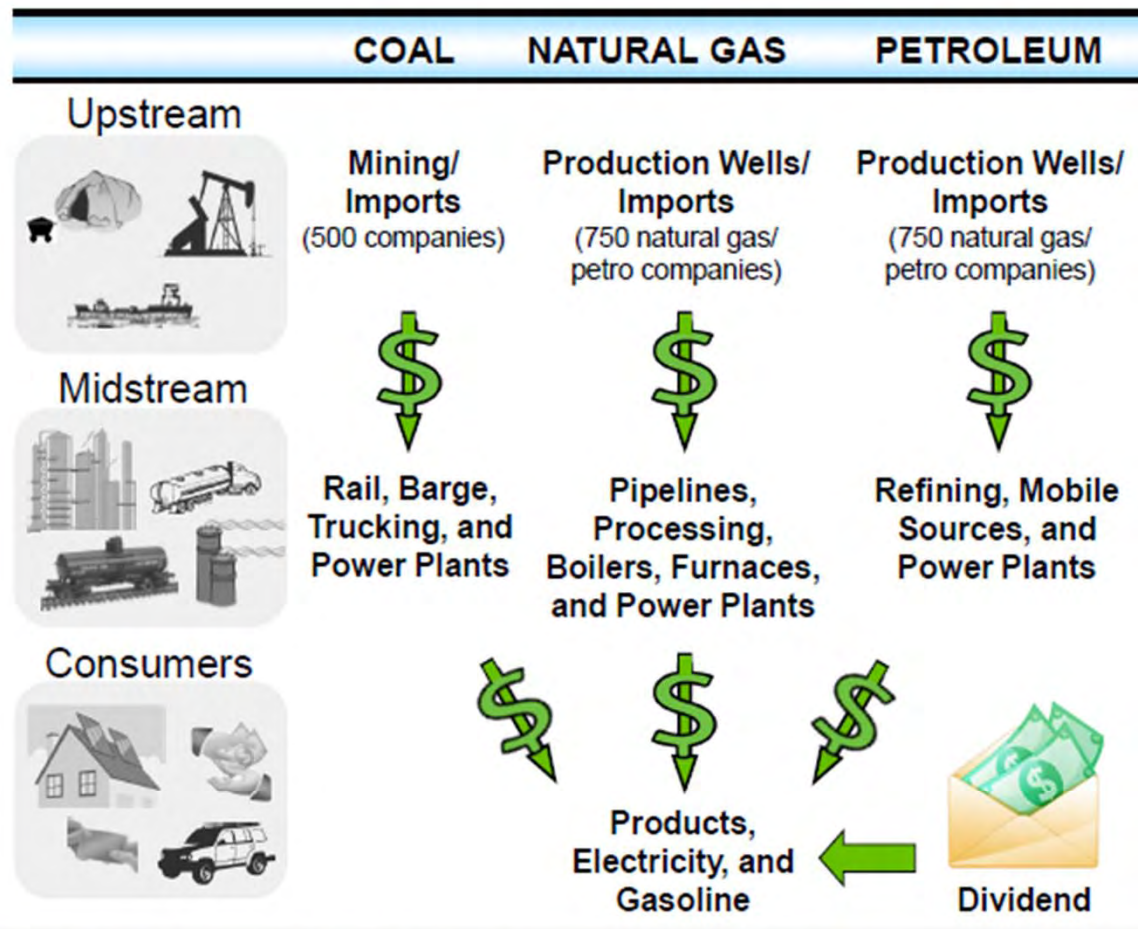 COAL NATURAL GAS PETROLEUM
Upstream
Mining/
Imports
(500 companies)
Production Wells/
Imports
(750 natural gas/
petro companies)
Production Wells/
Imports
(750 natural gas/
petro companies)
$ $ $
Midstream
Rail, Barge,
Trucking, and
Power Plants
Pipelines,
Processing,
Boilers, Furnaces,
and Power Plants
Refining, Mobile
Sources, and
Power Plants
$ $ $
Consumers
Products,
Electricity, and
Gasoline
$
Dividend